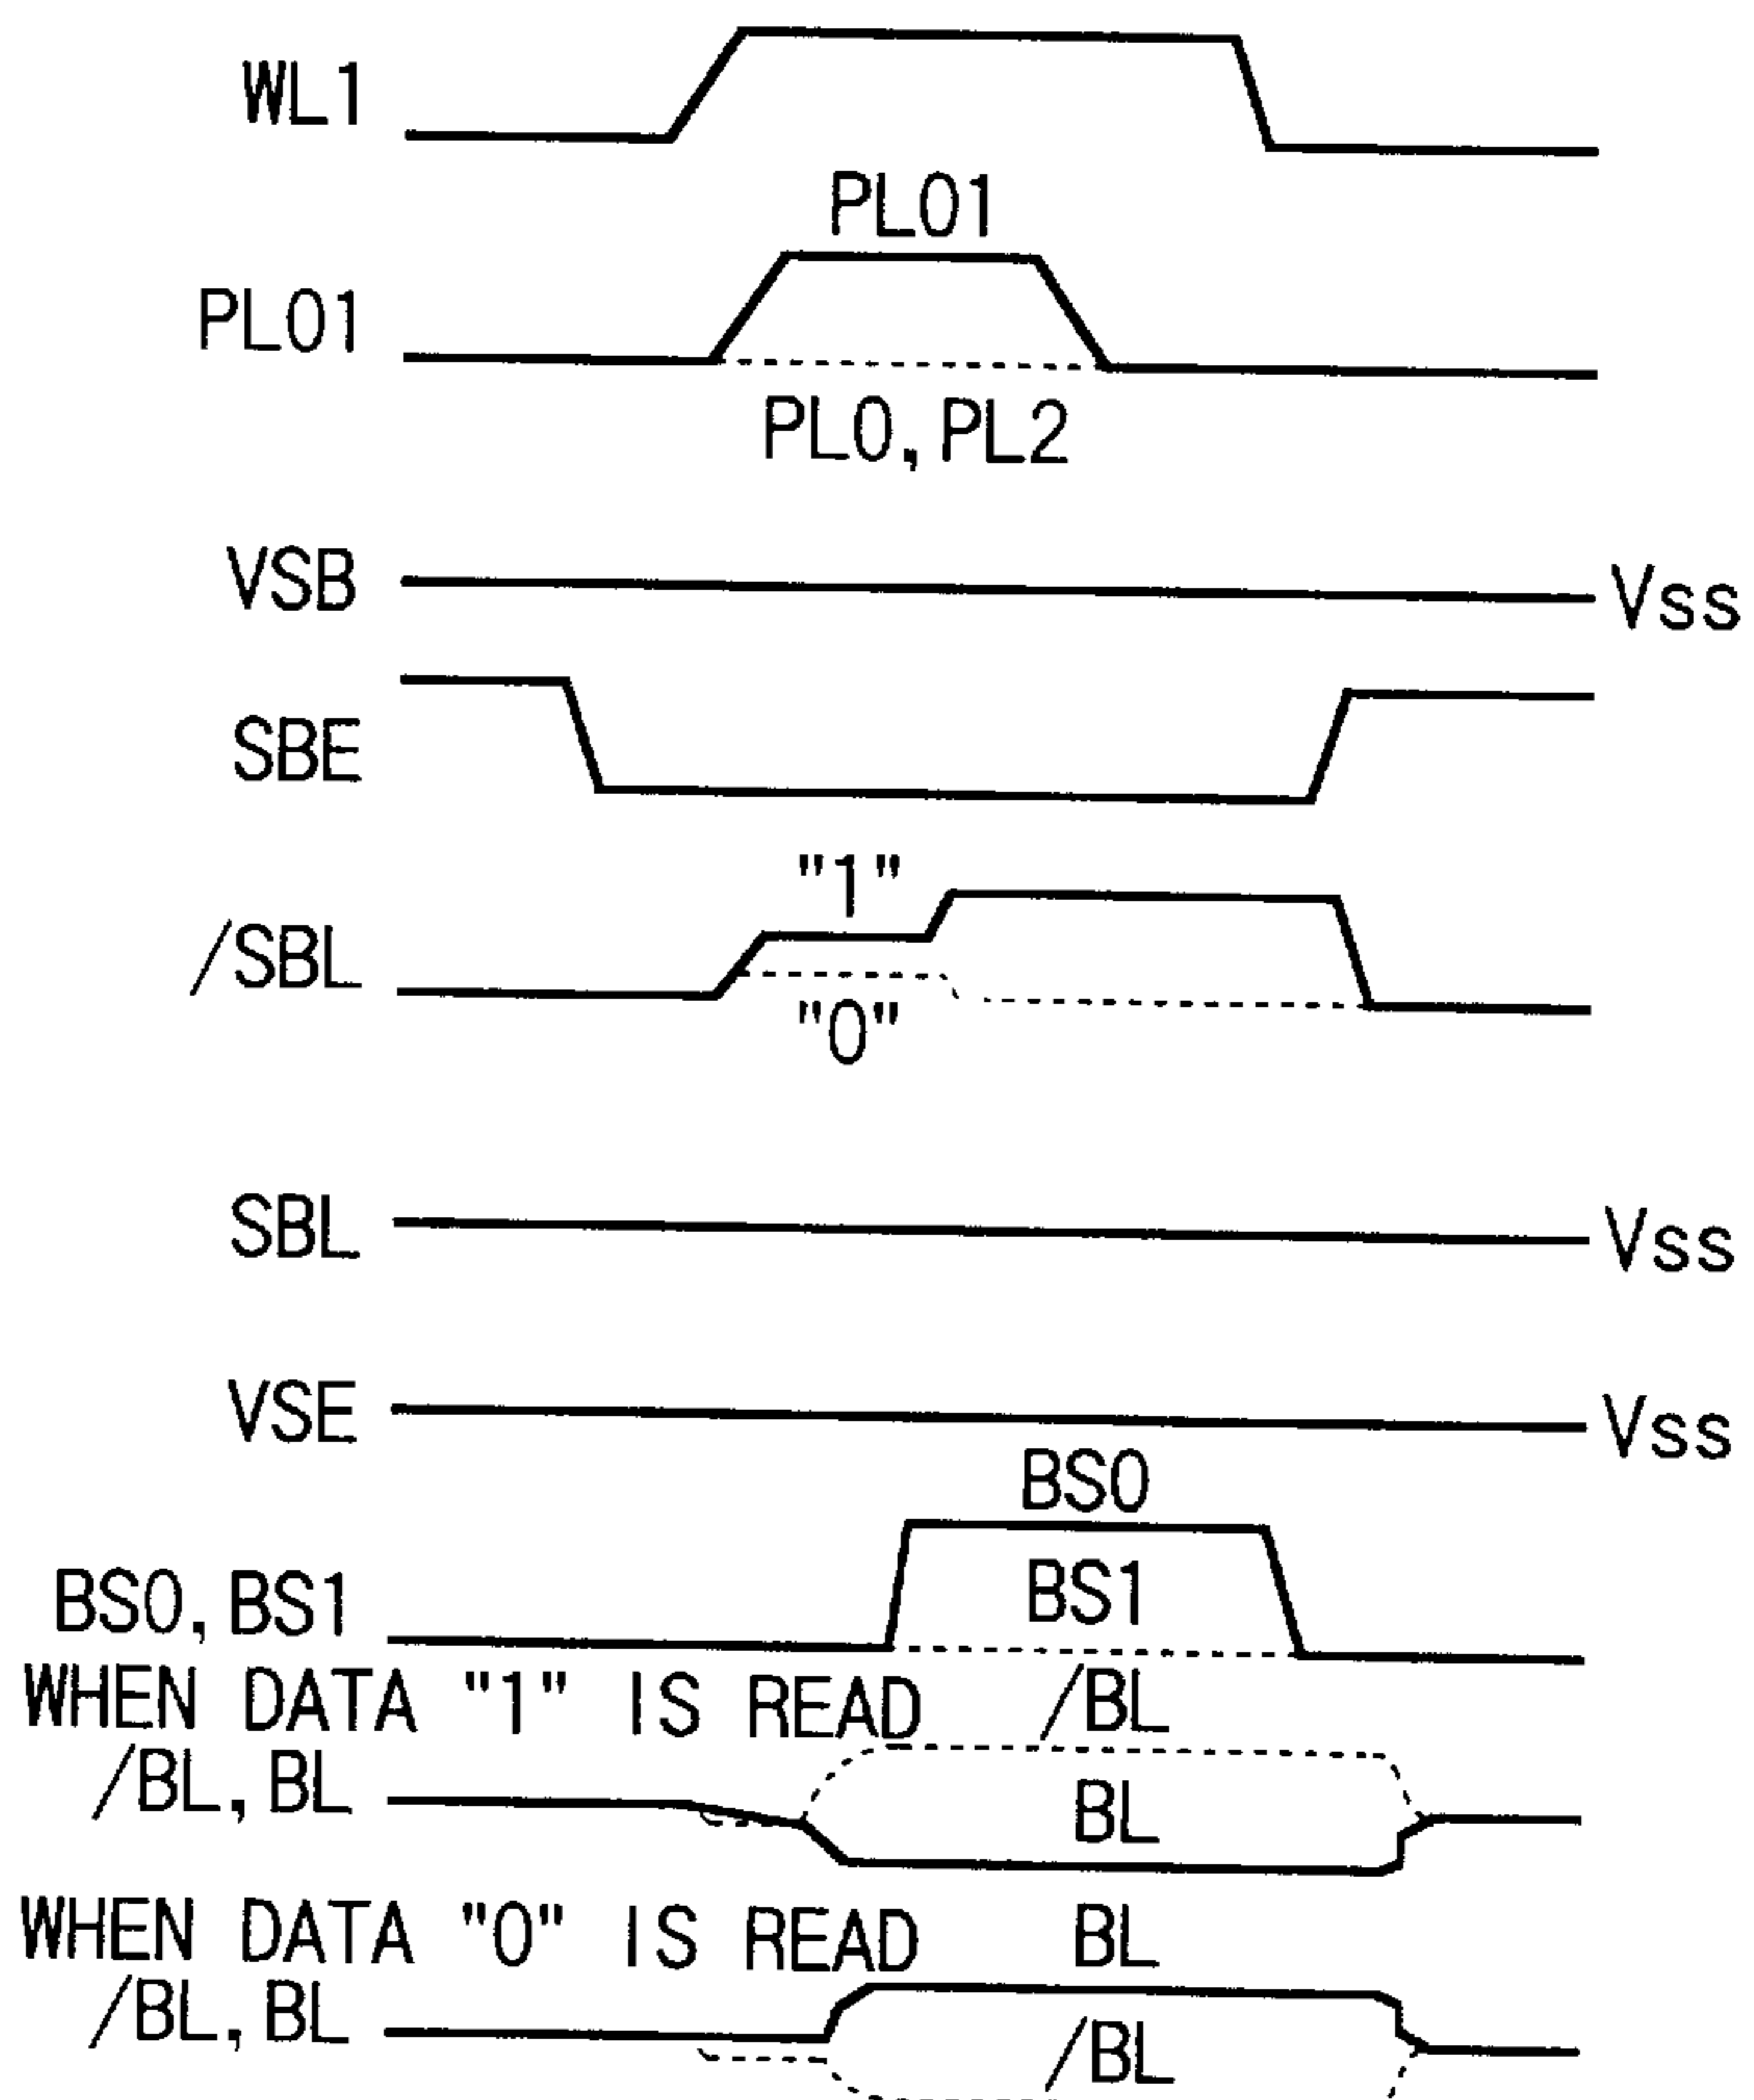 WL1
PL01
PL01
PL0, PL2
VSB Vss
SBE
"1"
/SBL
"0"
SBL Vss
VSE Vss
BS0
BS0, BS1 BS1
WHEN DATA "1" IS READ /BL
/BL, BL BL
WHEN DATA "0" IS READ BL
/BL, BL /BL